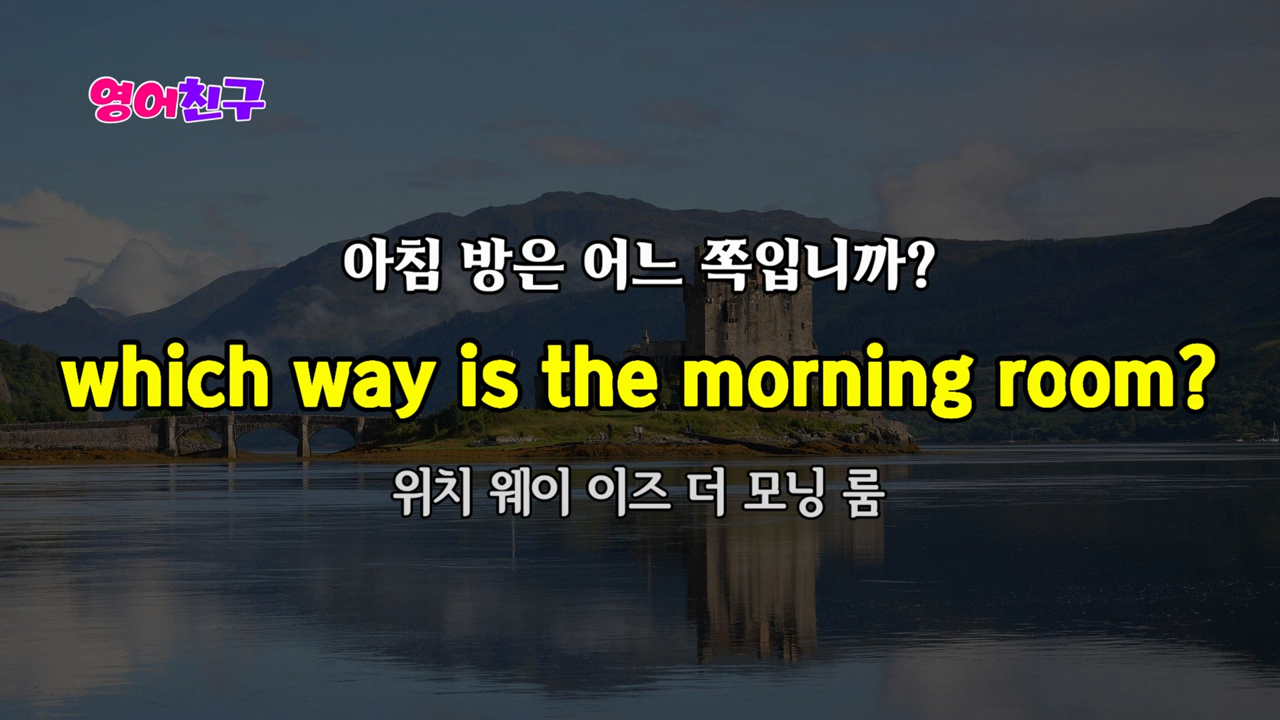 영어친구
아침 방은 어느 쪽입니까?
which way is the morning room?
위치 웨이 이즈 더 모닝 룸